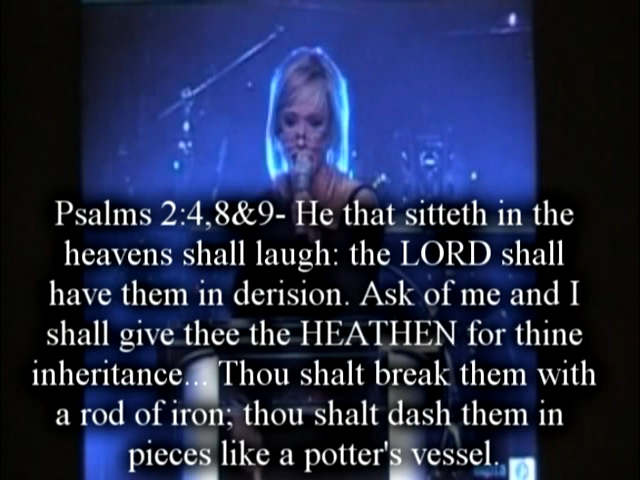 Psalms 2:4,8&9- He that sitteth in the
heavens shall laugh: the LORD shall
have them in derision. Ask of me and I
shall give thee the HEATHEN for thine
inheritance... Thou shalt break them with
a rod of iron; thou shalt dash them in
pieces like a potter's vessel.